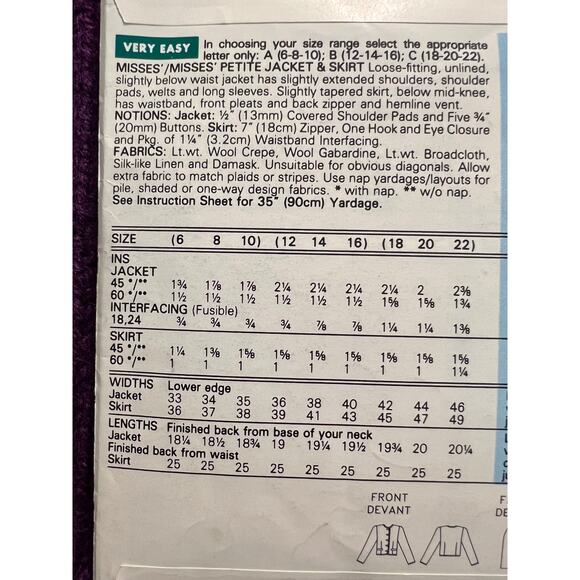 VERY EASY In choosing your size range select the appropriate
letter only: A (6-8-10); B (12-14-16); C (18-20-22).
MISSES'/MISSES' PETITE JACKET & SKIRT Loose-fitting, unlined,
slightly below waist jacket has slightly extended shoulders, shoulder
pads, welts and long sleeves. Slightly tapered skirt, below mid-knee,
has waistband, front pleats and back zipper and hemline vent.
NOTIONS: Jacket: ½" (13mm) Covered Shoulder Pads and Five ¾"
(20mm) Buttons. Skirt: 7" (18cm) Zipper, One Hook and Eye Closure
and Pkg. of 1¼" (3.2cm) Waistband Interfacing.
FABRICS: Lt.wt. Wool Crepe, Wool Gabardine, Lt.wt. Broadcloth,
Silk-like Linen and Damask. Unsuitable for obvious diagonals. Allow
extra fabric to match plaids or stripes. Use nap yardages/layouts for
pile, shaded or one-way design fabrics. * with nap. ** w/o nap.
See Instruction Sheet for 35" (90cm) Yardage.
SIZE (6 8 10) (12 14 16) (18 20 22)
INS
JACKET
45 */** 1¾ 1⅞ 1⅞ 2¼ 2¼ 2¼ 2¼ 2 2⅜
60 */** 1½ 1½ 1½ 1½ 1½ 1½ 1⅝ 1⅝ 1¾
INTERFACING (Fusible)
18,24 ¾ ¾ ¾ ¾ ⅞ ⅞ 1¼ 1¼ 1⅜
SKIRT
45 */** 1¼ 1⅜ 1⅝ 1⅝ 1⅝ 1⅝ 1⅝ 1⅝ 1⅝
60 */** 1 1 1 1 1 1 1 1 1¼
WIDTHS Lower edge
Jacket 33 34 35 36 38 40 42 44 46
Skirt 36 37 38 39 41 43 45 47 49
LENGTHS Finished back from base of your neck
Jacket 18¼ 18½ 18¾ 19 19¼ 19½ 19¾ 20 20¼
Finished back from waist
Skirt 25 25 25 25 25 25 25 25 25
FRONT
DEVANT